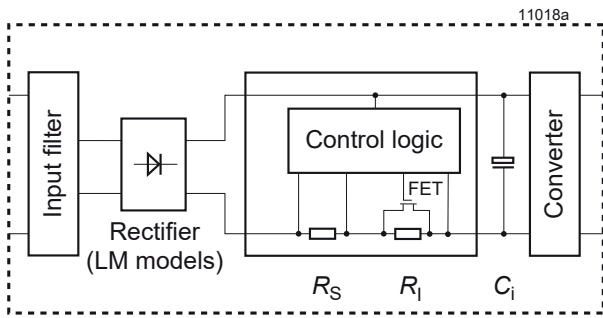 11018a
Input filter
Rectifier
(LM models)
Control logic
FET
Converter
RS
RI
Ci